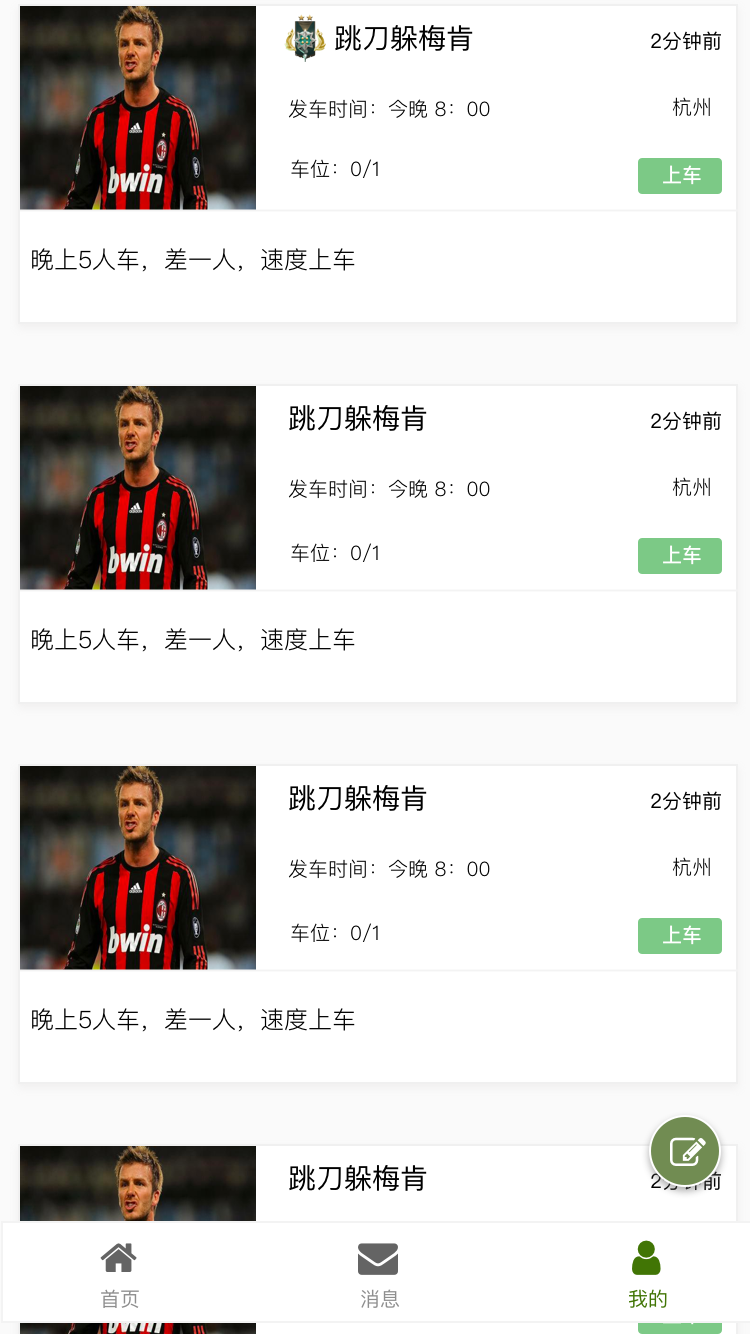 跳刀躲梅肯
2分钟前
发车时间：今晚 8：00
杭州
bwin
车位：0/1
上车
晚上5人车，差一人，速度上车
跳刀躲梅肯
2分钟前
发车时间：今晚 8：00
杭州
bwin
车位：0/1
上车
晚上5人车，差一人，速度上车
跳刀躲梅肯
2分钟前
发车时间：今晚 8：00
杭州
bwin
车位：0/1
上车
晚上5人车，差一人，速度上车
跳刀躲梅肯
2分钟前
首页
消息
我的